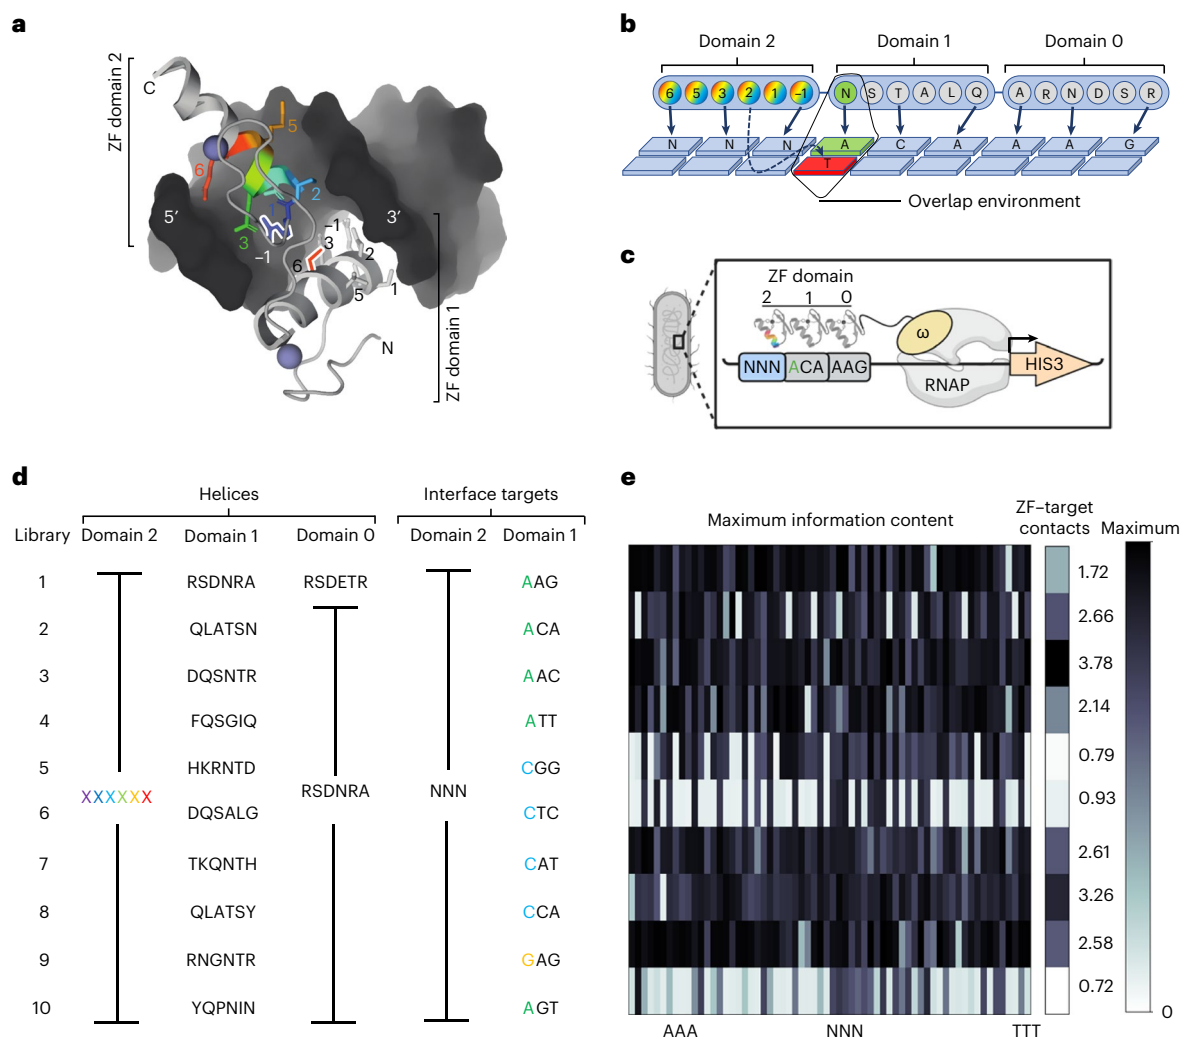 a
ZF domain 2
C
5
6
2
1
3
–1
5′
3′
–1
3
6
2
5
1
N
ZF domain 1
b
Domain 2
Domain 1
Domain 0
6 5 3 2 1 –1 N S T A L Q A R N D S R
N N N A C A A A G
T
Overlap environment
c
ZF domain
2 1 0
ω
NNN ACA AAG
RNAP
HIS3
d
Helices
Interface targets
Library Domain 2 Domain 1 Domain 0 Domain 2 Domain 1
1 RSDNRA RSDETR AAG
2 QLATSN ACA
3 DQSNTR AAC
4 FQSGIQ ATT
5 HKRNTD CGG
XXXXXX RSDNRA NNN
6 DQSALG CTC
7 TKQNTH CAT
8 QLATSY CCA
9 RNGNTR GAG
10 YQPNIN AGT
e
Maximum information content
ZF–target
contacts
Maximum
1.72
2.66
3.78
2.14
0.79
0.93
2.61
3.26
2.58
0.72
0
AAA NNN TTT